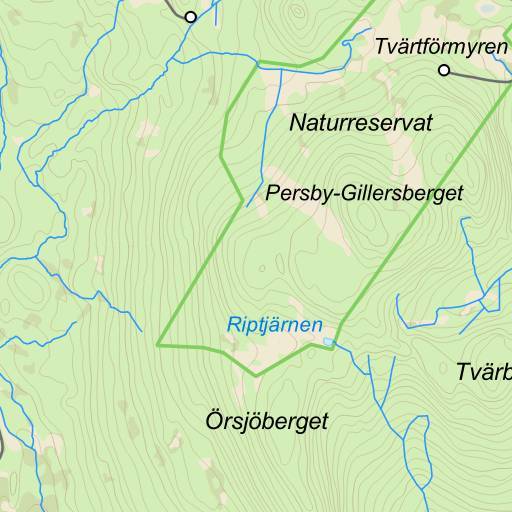 Tvärtförmyren
Naturreservat
Persby-Gillersberget
Riptjärnen
Tvärb
Örsjöberget